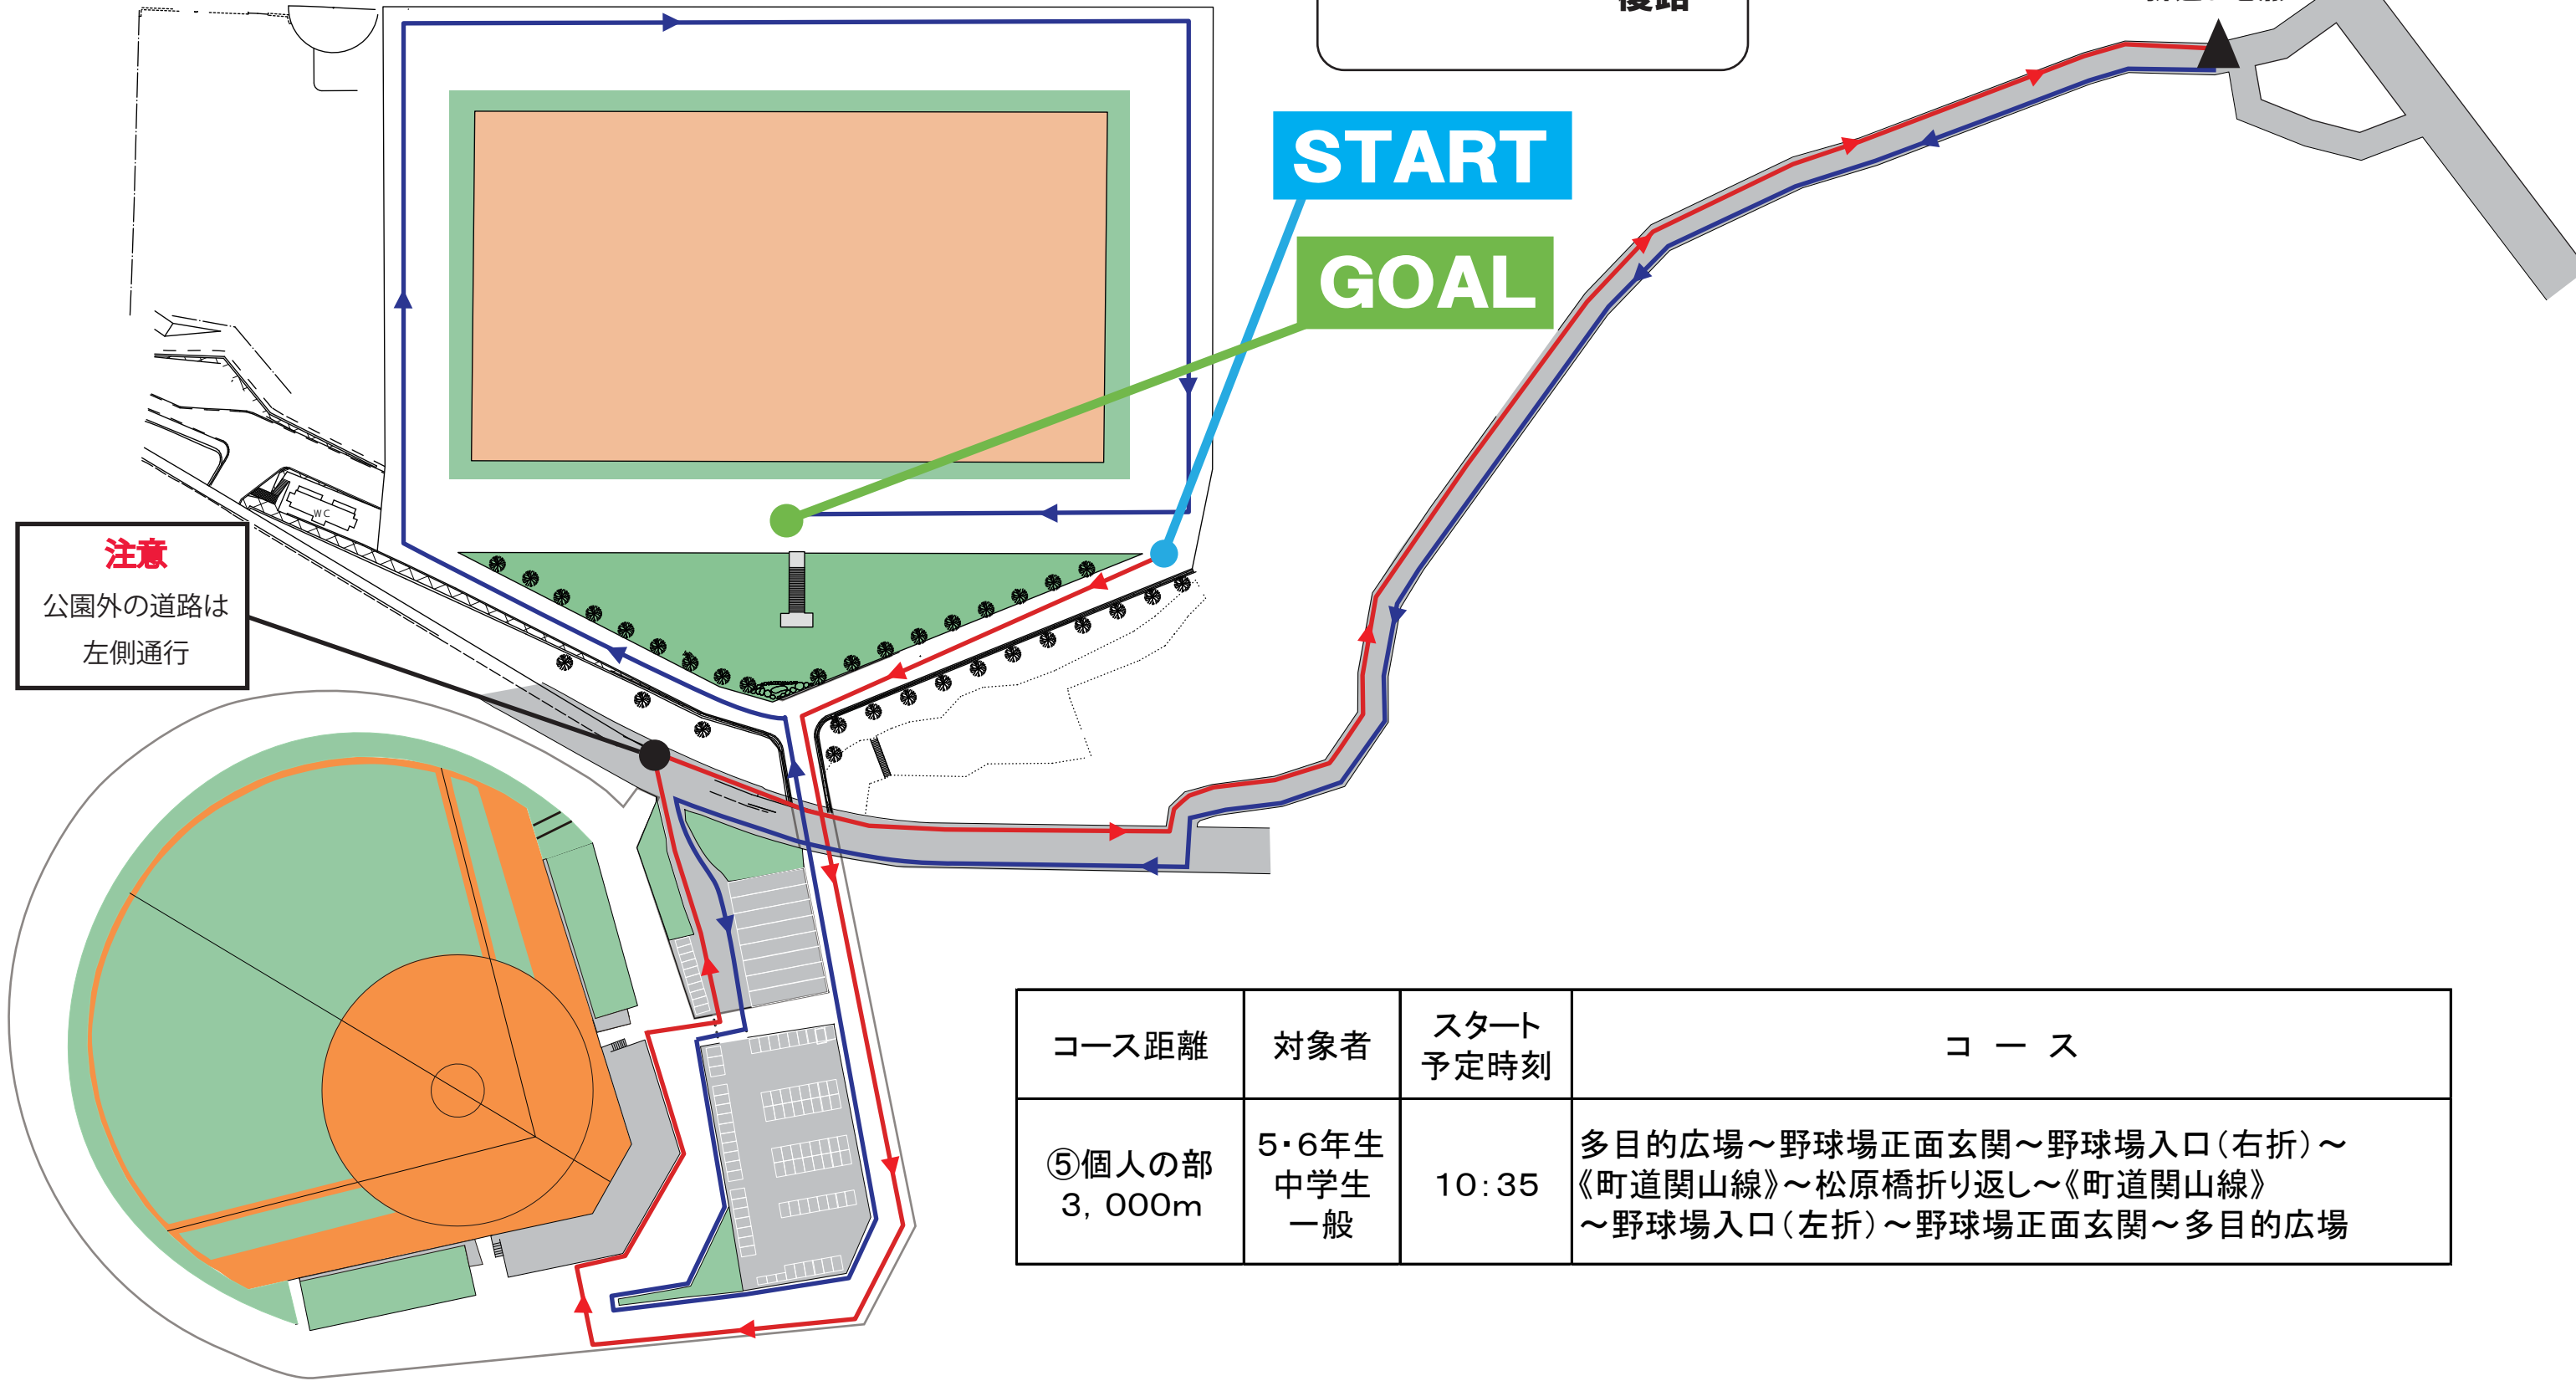 復路
START
GOAL
WC
注意
公園外の道路は
左側通行
コース距離
対象者
スタート
予定時刻
コ ー ス
⑤個人の部
3，000m
5・6年生
中学生
一般
10：35
多目的広場～野球場正面玄関～野球場入口（右折）～
《町道関山線》～松原橋折り返し～《町道関山線》
～野球場入口（左折）～野球場正面玄関～多目的広場